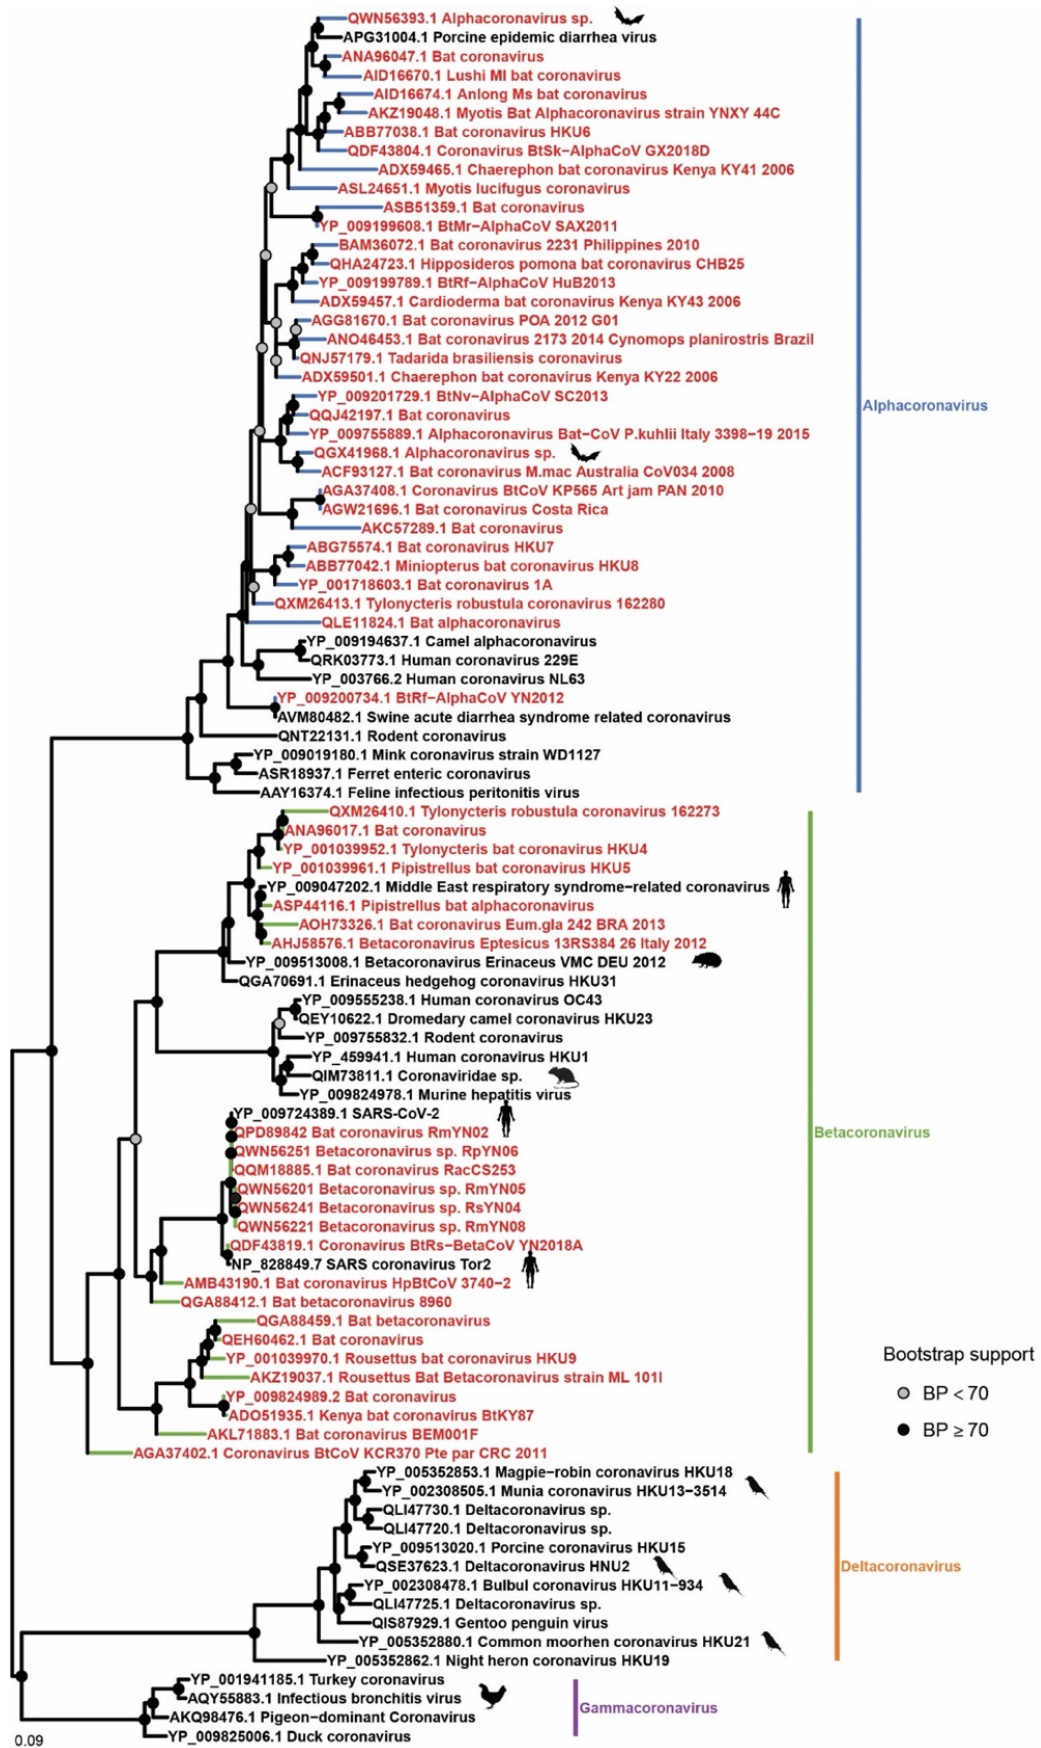 QWN56393.1 Alphacoronavirus sp.
APG31004.1 Porcine epidemic diarrhea virus
ANA96047.1 Bat coronavirus
AID16670.1 Lushi Ml bat coronavirus
AID16674.1 Anlong Ms bat coronavirus
AKZ19048.1 Myotis Bat Alphacoronavirus strain YNXY 44C
ABB77038.1 Bat coronavirus HKU6
QDF43804.1 Coronavirus BtSk−AlphaCoV GX2018D
ADX59465.1 Chaerephon bat coronavirus Kenya KY41 2006
ASL24651.1 Myotis lucifugus coronavirus
ASB51359.1 Bat coronavirus
YP_009199608.1 BtMr−AlphaCoV SAX2011
BAM36072.1 Bat coronavirus 2231 Philippines 2010
QHA24723.1 Hipposideros pomona bat coronavirus CHB25
YP_009199789.1 BtRf−AlphaCoV HuB2013
ADX59457.1 Cardioderma bat coronavirus Kenya KY43 2006
AGG81670.1 Bat coronavirus POA 2012 G01
ANO46453.1 Bat coronavirus 2173 2014 Cynomops planirostris Brazil
QNJ57179.1 Tadarida brasiliensis coronavirus
ADX59501.1 Chaerephon bat coronavirus Kenya KY22 2006
YP_009201729.1 BtNv−AlphaCoV SC2013
Alphacoronavirus
QQJ42197.1 Bat coronavirus
YP_009755889.1 Alphacoronavirus Bat−CoV P.kuhlii Italy 3398−19 2015
QGX41968.1 Alphacoronavirus sp.
ACF93127.1 Bat coronavirus M.mac Australia CoV034 2008
AGA37408.1 Coronavirus BtCoV KP565 Art jam PAN 2010
AGW21696.1 Bat coronavirus Costa Rica
AKC57289.1 Bat coronavirus
ABG75574.1 Bat coronavirus HKU7
ABB77042.1 Miniopterus bat coronavirus HKU8
YP_001718603.1 Bat coronavirus 1A
QXM26413.1 Tylonycteris robustula coronavirus 162280
QLE11824.1 Bat alphacoronavirus
YP_009194637.1 Camel alphacoronavirus
QRK03773.1 Human coronavirus 229E
YP_003766.2 Human coronavirus NL63
YP_009200734.1 BtRf−AlphaCoV YN2012
AVM80482.1 Swine acute diarrhea syndrome related coronavirus
QNT22131.1 Rodent coronavirus
YP_009019180.1 Mink coronavirus strain WD1127
ASR18937.1 Ferret enteric coronavirus
AAY16374.1 Feline infectious peritonitis virus
QXM26410.1 Tylonycteris robustula coronavirus 162273
ANA96017.1 Bat coronavirus
YP_001039952.1 Tylonycteris bat coronavirus HKU4
YP_001039961.1 Pipistrellus bat coronavirus HKU5
YP_009047202.1 Middle East respiratory syndrome−related coronavirus
ASP44116.1 Pipistrellus bat alphacoronavirus
AOH73326.1 Bat coronavirus Eum.gla 242 BRA 2013
AHJ58576.1 Betacoronavirus Eptesicus 13RS384 26 Italy 2012
YP_009513008.1 Betacoronavirus Erinaceus VMC DEU 2012
QGA70691.1 Erinaceus hedgehog coronavirus HKU31
YP_009555238.1 Human coronavirus OC43
QEY10622.1 Dromedary camel coronavirus HKU23
YP_009755832.1 Rodent coronavirus
YP_459941.1 Human coronavirus HKU1
QIM73811.1 Coronaviridae sp.
YP_009824978.1 Murine hepatitis virus
YP_009724389.1 SARS-CoV-2
QPD89842 Bat coronavirus RmYN02
Betacoronavirus
QWN56251 Betacoronavirus sp. RpYN06
QQM18885.1 Bat coronavirus RacCS253
QWN56201 Betacoronavirus sp. RmYN05
QWN56241 Betacoronavirus sp. RsYN04
QWN56221 Betacoronavirus sp. RmYN08
QDF43819.1 Coronavirus BtRs−BetaCoV YN2018A
NP_828849.7 SARS coronavirus Tor2
AMB43190.1 Bat coronavirus HpBtCoV 3740−2
QGA88412.1 Bat betacoronavirus 8960
QGA88459.1 Bat betacoronavirus
QEH60462.1 Bat coronavirus
YP_001039970.1 Rousettus bat coronavirus HKU9
AKZ19037.1 Rousettus Bat Betacoronavirus strain ML 101I
YP_009824989.2 Bat coronavirus
ADO51935.1 Kenya bat coronavirus BtKY87
AKL71883.1 Bat coronavirus BEM001F
AGA37402.1 Coronavirus BtCoV KCR370 Pte par CRC 2011
Bootstrap support
BP < 70
BP ≥ 70
YP_005352853.1 Magpie−robin coronavirus HKU18
YP_002308505.1 Munia coronavirus HKU13−3514
QLI47730.1 Deltacoronavirus sp.
QLI47720.1 Deltacoronavirus sp.
YP_009513020.1 Porcine coronavirus HKU15
QSE37623.1 Deltacoronavirus HNU2
Deltacoronavirus
YP_002308478.1 Bulbul coronavirus HKU11−934
QLI47725.1 Deltacoronavirus sp.
QIS87929.1 Gentoo penguin virus
YP_005352880.1 Common moorhen coronavirus HKU21
YP_005352862.1 Night heron coronavirus HKU19
YP_001941185.1 Turkey coronavirus
AQY55883.1 Infectious bronchitis virus
Gammacoronavirus
AKQ98476.1 Pigeon−dominant Coronavirus
YP_009825006.1 Duck coronavirus
0.09